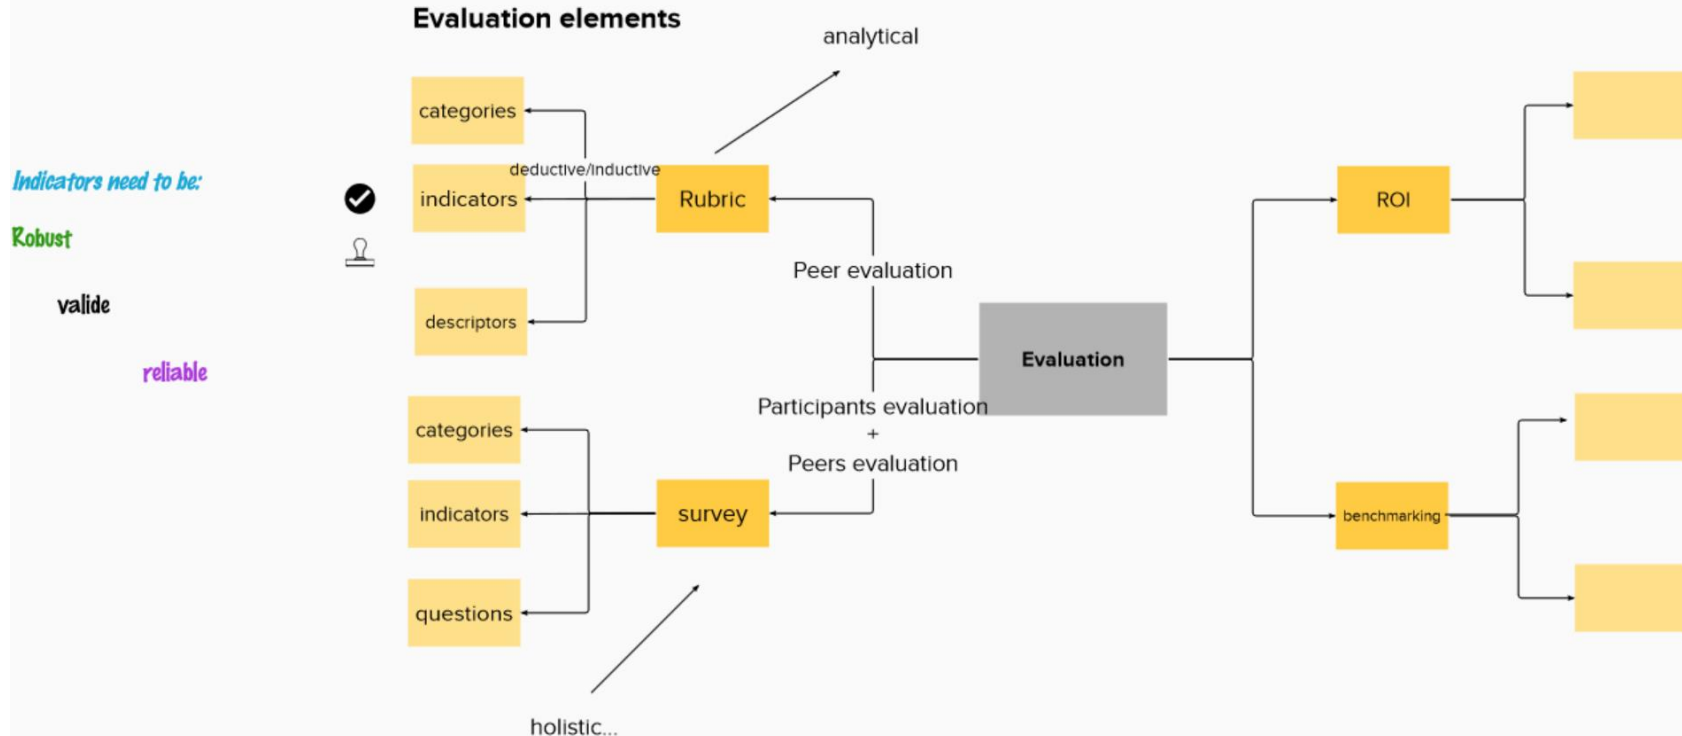 Evaluation elements
analytical
categories
deductive/inductive
Indicators need to be:
indicators
Rubric
ROI
Robust
Peer evaluation
valide
descriptors
Evaluation
reliable
Participants evaluation
+
Peers evaluation
categories
indicators
survey
benchmarking
questions
holistic...